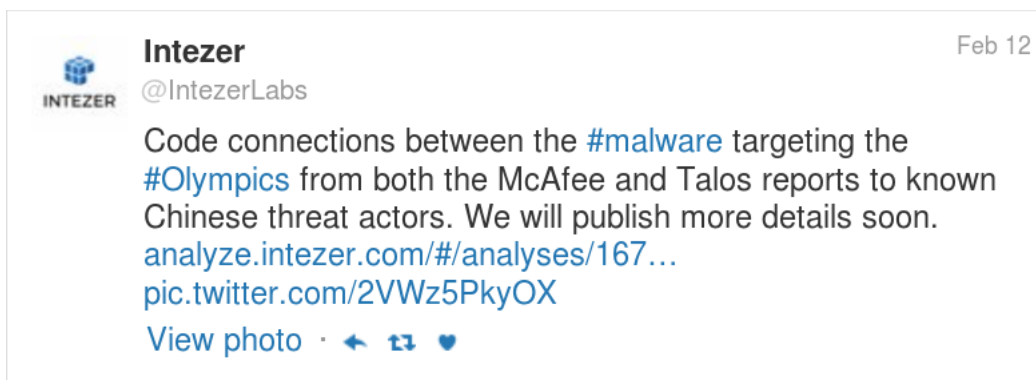 Intezer
Feb 12
@IntezerLabs
INTEZER
Code connections between the #malware targeting the
#Olympics from both the McAfee and Talos reports to known
Chinese threat actors. We will publish more details soon.
analyze.intezer.com/#/analyses/167…
pic.twitter.com/2VWz5PkyOX
View photo ·